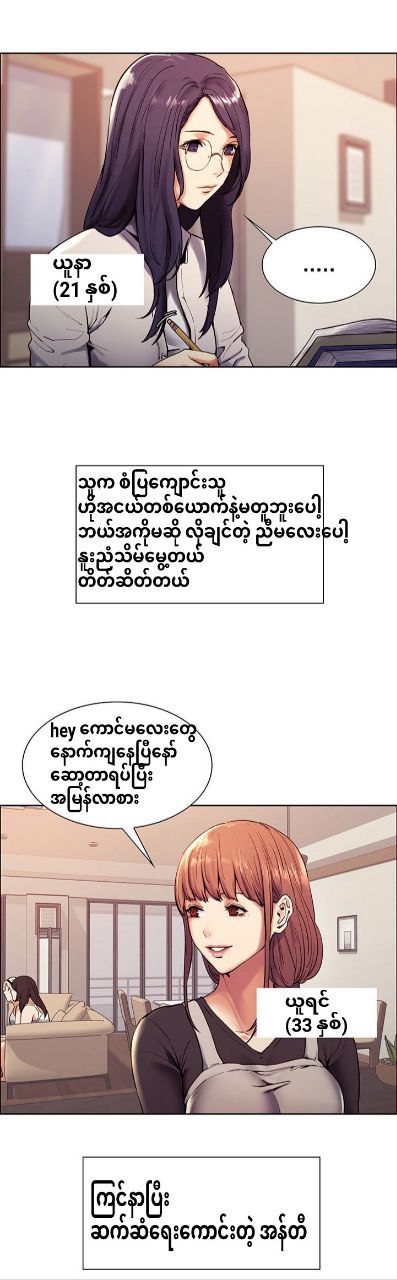 ယူနာ
(21 နှစ်)
.....
သူက စံပြကျောင်းသူ
ဟိုအငယ်တစ်ယောက်နဲ့မတူဘူးပေါ့
ဘယ်အကိုမဆို လိုချင်တဲ့ ညီမလေးပေါ့
နူးညံ့သိမ်မွေ့တယ်
တိတ်ဆိတ်တယ်
hey ကောင်မလေးတွေ
နောက်ကျနေပြီနော်
ဆော့တာရပ်ပြီး
အမြန်လာစား
ယူရင်
(33 နှစ်)
ကြင်နာပြီး
ဆက်ဆံရေးကောင်းတဲ့ အန်တီ